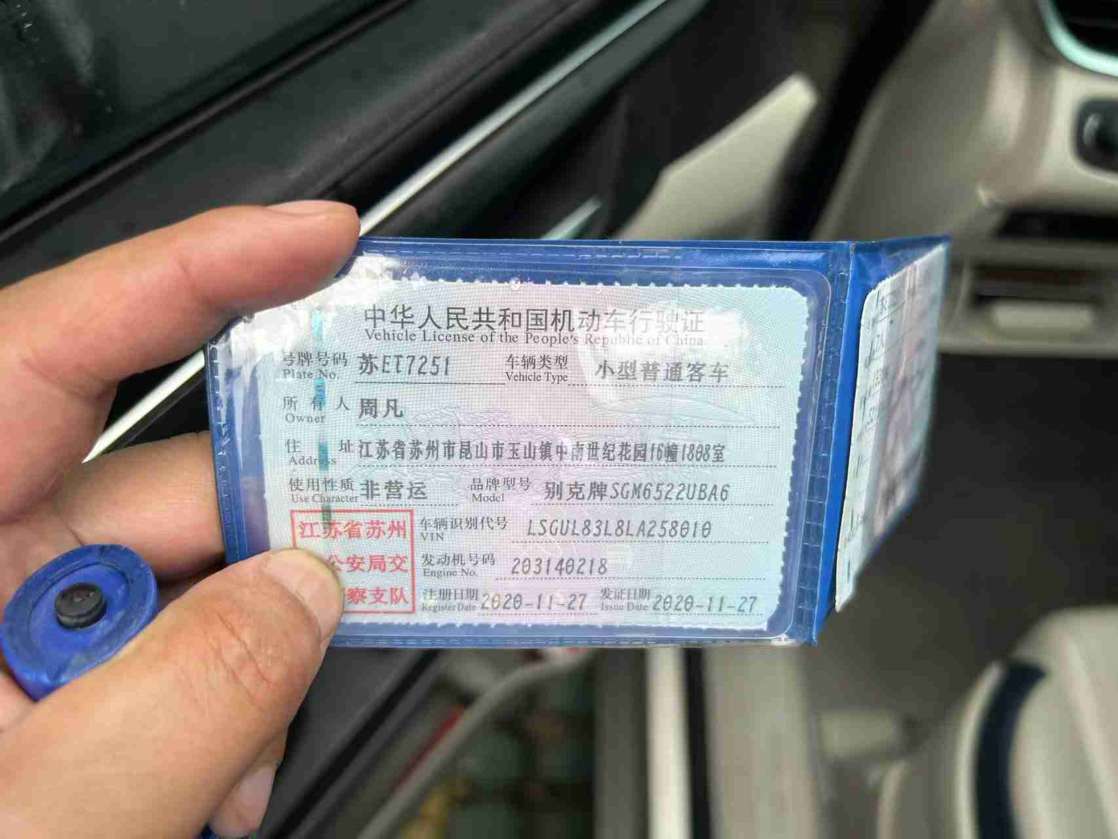 中华人民共和国机动车行驶证
Vehicle License of the People's Republic of China
号牌号码 苏ET7251 车辆类型 小型普通客车
Plate No. Vehicle Type
所有人 周凡
Owner
住址 江苏省苏州市昆山市玉山镇中南世纪花园16幢1808室
Address
使用性质 非营运 品牌型号 别克牌SGM6522UBA6
Use Character Model
江苏省苏州 车辆识别代号 LSGUL83L8LA258010
VIN
公安局交 发动机号码 203140218
Engine No.
察支队 注册日期 2020-11-27 发证日期 2020-11-27
Register Date Issue Date